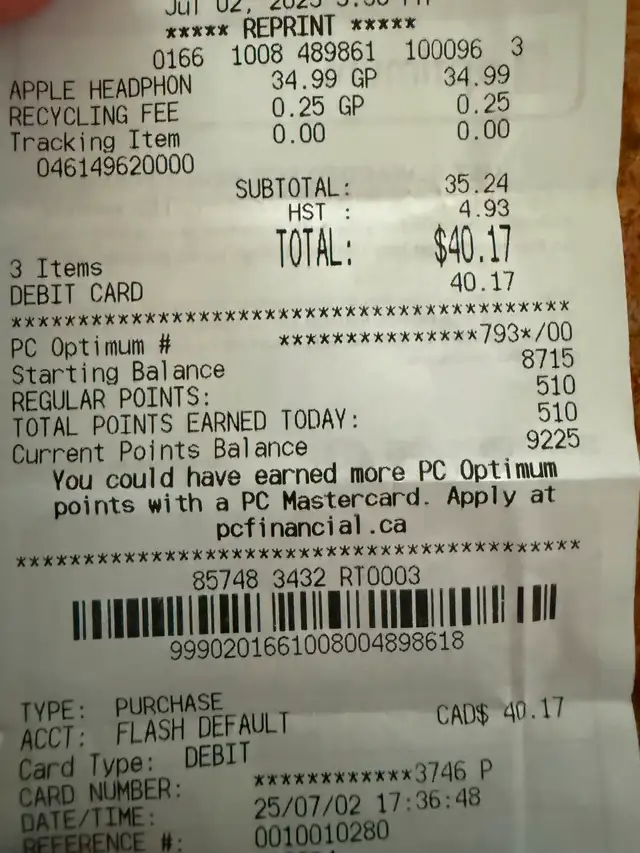 Jul 02, 2025
***** REPRINT *****
0166 1008 489861 100096 3
APPLE HEADPHON 34.99 GP 34.99
RECYCLING FEE 0.25 GP 0.25
Tracking Item 0.00 0.00
046149620000
SUBTOTAL: 35.24
HST : 4.93
TOTAL: $40.17
3 Items
DEBIT CARD 40.17
******************************************
PC Optimum # ***************793*/00
Starting Balance 8715
REGULAR POINTS: 510
TOTAL POINTS EARNED TODAY: 510
Current Points Balance 9225
You could have earned more PC Optimum
points with a PC Mastercard. Apply at
pcfinancial.ca
******************************************
85748 3432 RT0003
9990201661008004898618
TYPE: PURCHASE
ACCT: FLASH DEFAULT CAD$ 40.17
Card Type: DEBIT
CARD NUMBER: ************3746 P
DATE/TIME: 25/07/02 17:36:48
REFERENCE #: 0010010280